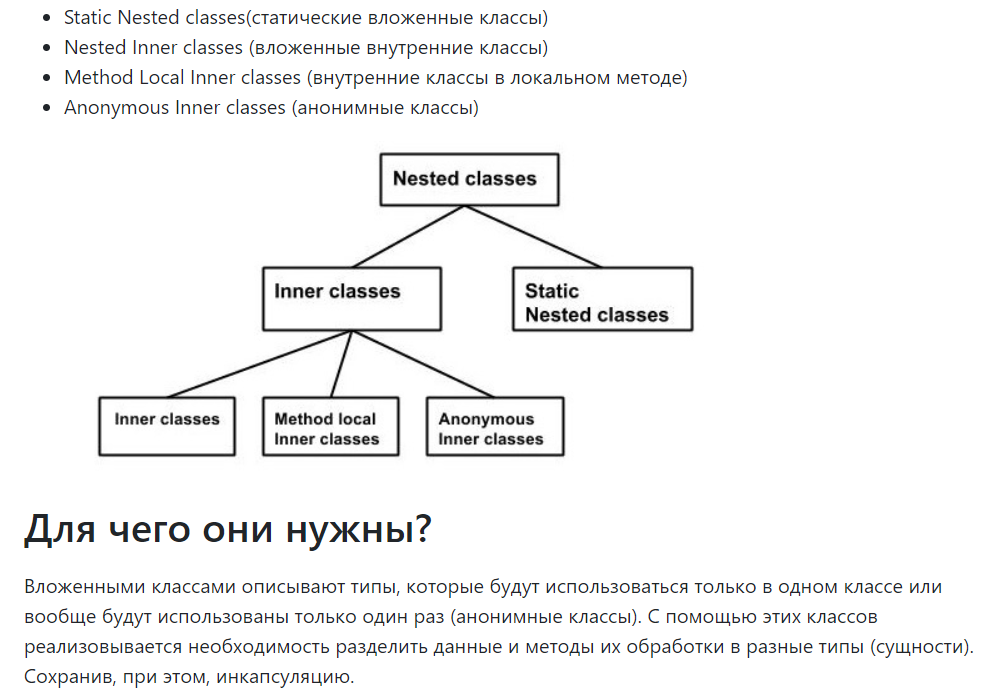 Static Nested classes(статические вложенные классы)
Nested Inner classes (вложенные внутренние классы)
Method Local Inner classes (внутренние классы в локальном методе)
Anonymous Inner classes (анонимные классы)
Nested classes
Inner classes
Static
Nested classes
Inner classes
Method local
Inner classes
Anonymous
Inner classes
Для чего они нужны?
Вложенными классами описывают типы, которые будут использоваться только в одном классе или
вообще будут использованы только один раз (анонимные классы). С помощью этих классов
реализовывается необходимость разделить данные и методы их обработки в разные типы (сущности).
Сохранив, при этом, инкапсуляцию.